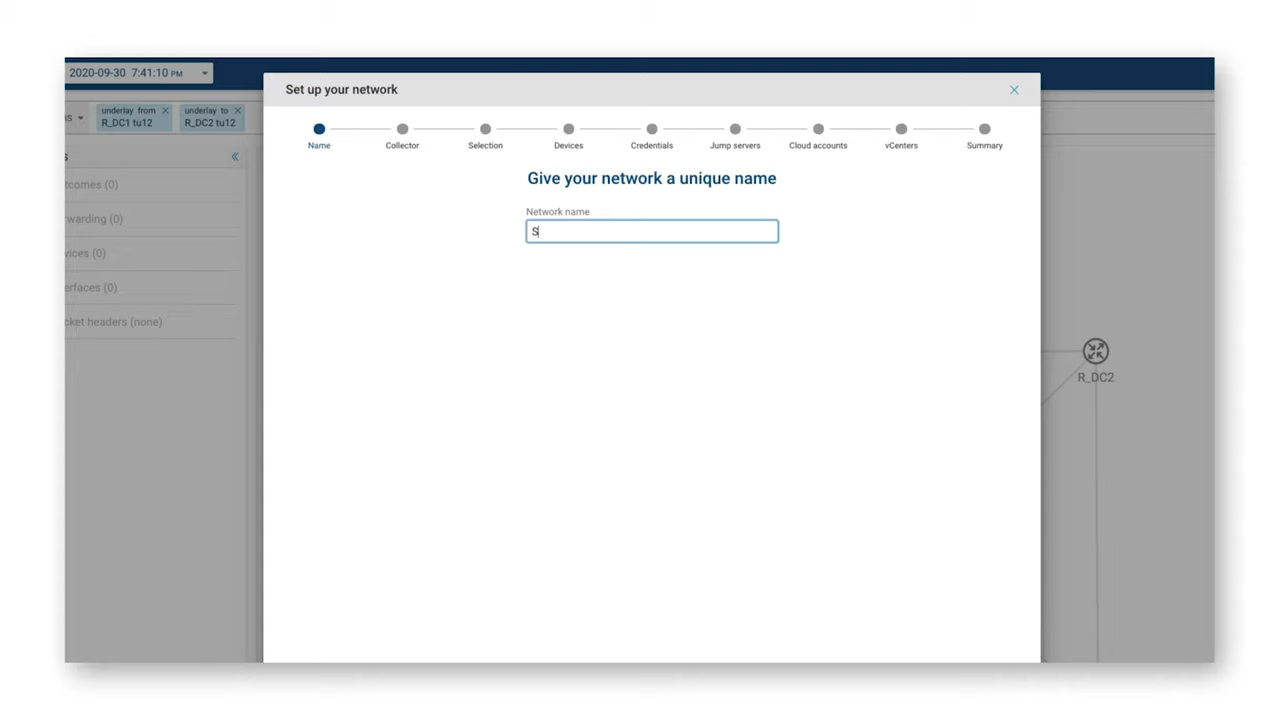 2020-09-30 7:41:10 PM
Set up your network
underlay from
R_DC1 tu12
underlay to
R_DC2 tu12
Name
Collector
Selection
Devices
Credentials
Jump servers
Cloud accounts
vCenters
Summary
Give your network a unique name
Network name
S
tcomes (0)
warding (0)
vices (0)
erfaces (0)
cket headers (none)
R_DC2